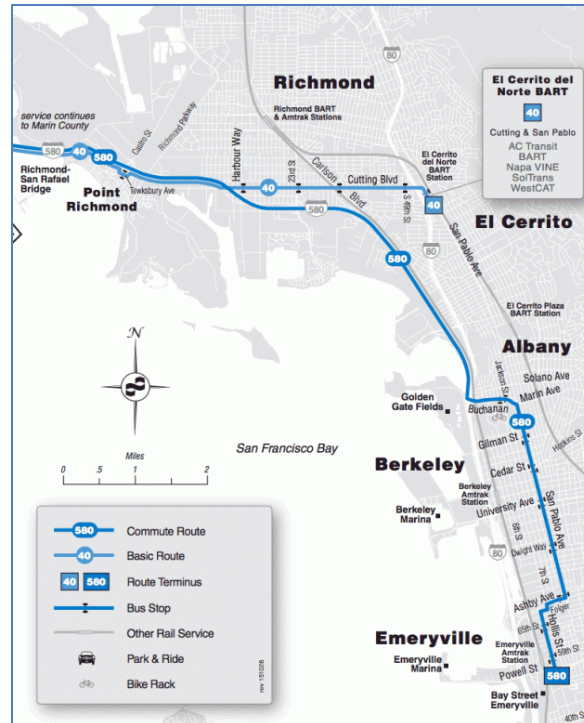 80
Richmond
Richmond BART
& Amtrak Stations
El Cerrito del
Norte BART
40
Cutting & San Pablo
AC Transit
BART
Napa VINE
SolTrans
WestCAT
service continues
to Marin County
580
40
580
Richmond-
San Rafael
Bridge
Castro St
Richmond Parkway
Point
Richmond
Tewksbury Ave
Harbour Way
40
23rd St
Carlson
Blvd
Cutting Blvd
580
S 49th St
El Cerrito
del Norte
BART
Station
40
80
San Pablo Ave
El Cerrito
580
El Cerrito Plaza
BART Station
Albany
Jackson St
Solano Ave
Marin Ave
Buchanan
Golden
Gate Fields
580
Gilman St
Hopkins St
N
San Francisco Bay
Miles
0 .5 1 2
Berkeley
Cedar St
Berkeley
Amtrak
Station
University Ave
San Pablo Ave
Berkeley
Marina
6th St
80
Dwight Way
7th St
Ashby Ave
Folger
65th St
Hollis St
Emeryville
Emeryville
Amtrak
Station
59th St
Emeryville
Marina
Powell St
580
Bay Street
Emeryville
40th St
580 Commute Route
40 Basic Route
40 580 Route Terminus
Bus Stop
Other Rail Service
Park & Ride
Bike Rack
rev 151028